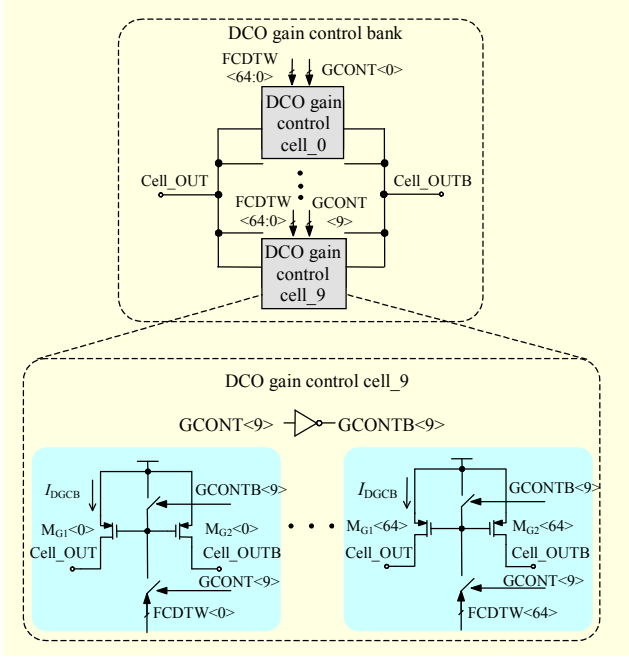 DCO gain control bank
FCDTW
<64:0>
GCONT<0>
DCO gain
control
cell_0
Cell_OUT
Cell_OUTB
FCDTW
<64:0>
GCONT
<9>
DCO gain
control
cell_9
DCO gain control cell_9
GCONT<9>
GCONTB<9>
IDGCB
GCONTB<9>
MG1<0>
MG2<0>
Cell_OUT
Cell_OUTB
GCONT<9>
FCDTW<0>
IDGCB
GCONTB<9>
MG1<64>
MG2<64>
Cell_OUT
Cell_OUTB
GCONT<9>
FCDTW<64>